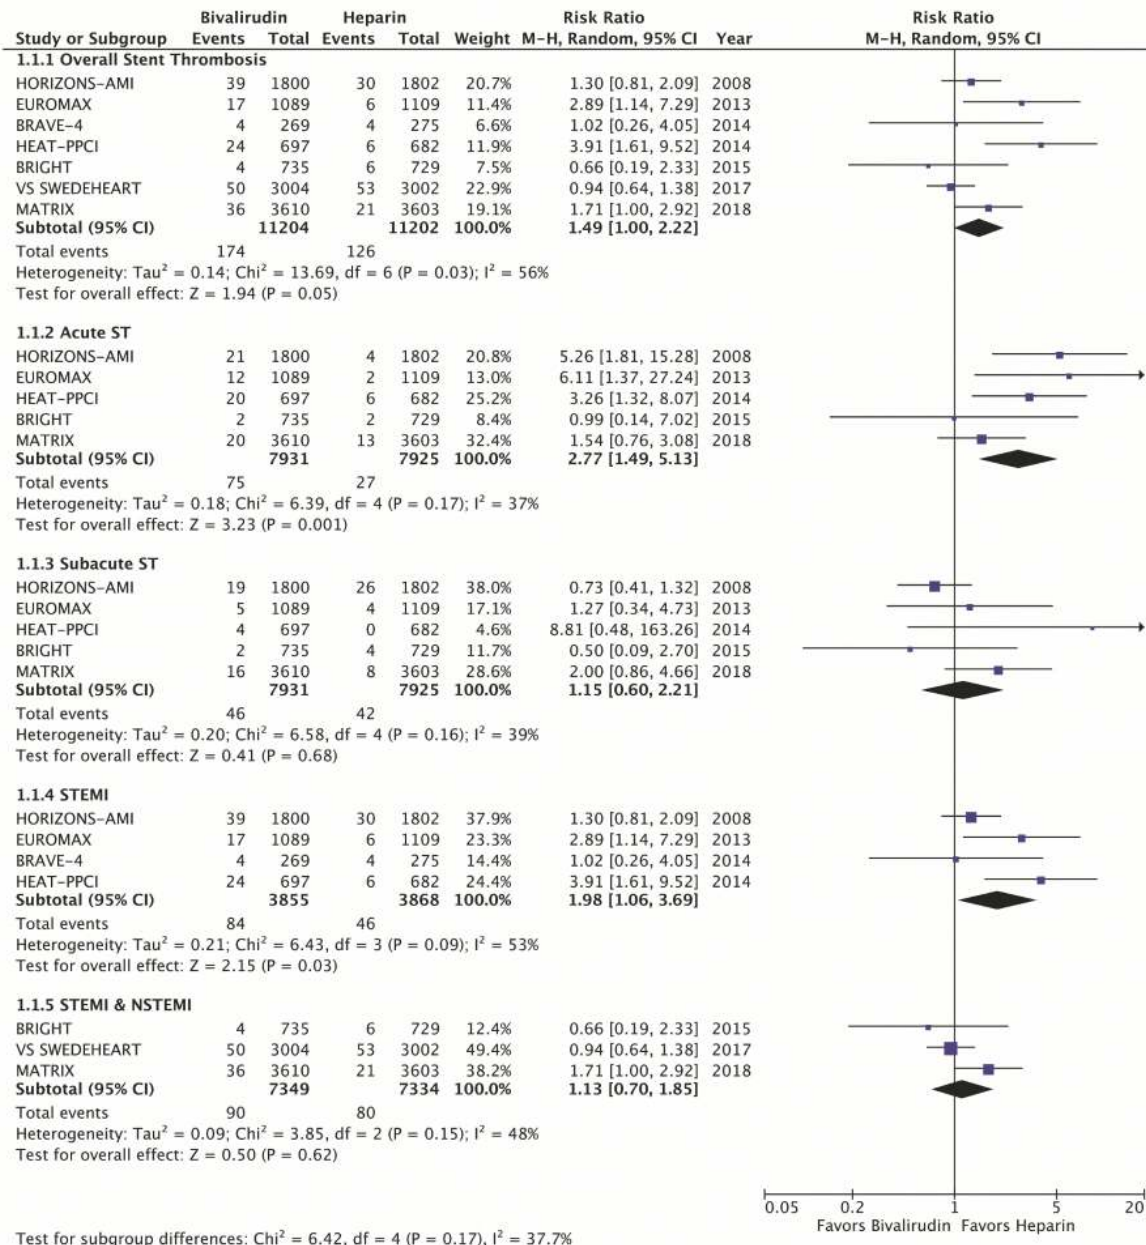 Bivalirudin Heparin Risk Ratio Risk Ratio
Study or Subgroup Events Total Events Total Weight M-H, Random, 95% CI Year M-H, Random, 95% CI
1.1.1 Overall Stent Thrombosis
HORIZONS-AMI 39 1800 30 1802 20.7% 1.30 [0.81, 2.09] 2008
EUROMAX 17 1089 6 1109 11.4% 2.89 [1.14, 7.29] 2013
BRAVE-4 4 269 4 275 6.6% 1.02 [0.26, 4.05] 2014
HEAT-PPCI 24 697 6 682 11.9% 3.91 [1.61, 9.52] 2014
BRIGHT 4 735 6 729 7.5% 0.66 [0.19, 2.33] 2015
VS SWEDEHEART 50 3004 53 3002 22.9% 0.94 [0.64, 1.38] 2017
MATRIX 36 3610 21 3603 19.1% 1.71 [1.00, 2.92] 2018
Subtotal (95% CI) 11204 11202 100.0% 1.49 [1.00, 2.22]
Total events 174 126
Heterogeneity: Tau² = 0.14; Chi² = 13.69, df = 6 (P = 0.03); I² = 56%
Test for overall effect: Z = 1.94 (P = 0.05)
1.1.2 Acute ST
HORIZONS-AMI 21 1800 4 1802 20.8% 5.26 [1.81, 15.28] 2008
EUROMAX 12 1089 2 1109 13.0% 6.11 [1.37, 27.24] 2013
HEAT-PPCI 20 697 6 682 25.2% 3.26 [1.32, 8.07] 2014
BRIGHT 2 735 2 729 8.4% 0.99 [0.14, 7.02] 2015
MATRIX 20 3610 13 3603 32.4% 1.54 [0.76, 3.08] 2018
Subtotal (95% CI) 7931 7925 100.0% 2.77 [1.49, 5.13]
Total events 75 27
Heterogeneity: Tau² = 0.18; Chi² = 6.39, df = 4 (P = 0.17); I² = 37%
Test for overall effect: Z = 3.23 (P = 0.001)
1.1.3 Subacute ST
HORIZONS-AMI 19 1800 26 1802 38.0% 0.73 [0.41, 1.32] 2008
EUROMAX 5 1089 4 1109 17.1% 1.27 [0.34, 4.73] 2013
HEAT-PPCI 4 697 0 682 4.6% 8.81 [0.48, 163.26] 2014
BRIGHT 2 735 4 729 11.7% 0.50 [0.09, 2.70] 2015
MATRIX 16 3610 8 3603 28.6% 2.00 [0.86, 4.66] 2018
Subtotal (95% CI) 7931 7925 100.0% 1.15 [0.60, 2.21]
Total events 46 42
Heterogeneity: Tau² = 0.20; Chi² = 6.58, df = 4 (P = 0.16); I² = 39%
Test for overall effect: Z = 0.41 (P = 0.68)
1.1.4 STEMI
HORIZONS-AMI 39 1800 30 1802 37.9% 1.30 [0.81, 2.09] 2008
EUROMAX 17 1089 6 1109 23.3% 2.89 [1.14, 7.29] 2013
BRAVE-4 4 269 4 275 14.4% 1.02 [0.26, 4.05] 2014
HEAT-PPCI 24 697 6 682 24.4% 3.91 [1.61, 9.52] 2014
Subtotal (95% CI) 3855 3868 100.0% 1.98 [1.06, 3.69]
Total events 84 46
Heterogeneity: Tau² = 0.21; Chi² = 6.43, df = 3 (P = 0.09); I² = 53%
Test for overall effect: Z = 2.15 (P = 0.03)
1.1.5 STEMI & NSTEMI
BRIGHT 4 735 6 729 12.4% 0.66 [0.19, 2.33] 2015
VS SWEDEHEART 50 3004 53 3002 49.4% 0.94 [0.64, 1.38] 2017
MATRIX 36 3610 21 3603 38.2% 1.71 [1.00, 2.92] 2018
Subtotal (95% CI) 7349 7334 100.0% 1.13 [0.70, 1.85]
Total events 90 80
Heterogeneity: Tau² = 0.09; Chi² = 3.85, df = 2 (P = 0.15); I² = 48%
Test for overall effect: Z = 0.50 (P = 0.62)
0.05 0.2 1 5 20
Favors Bivalirudin Favors Heparin
Test for subgroup differences: Chi² = 6.42, df = 4 (P = 0.17), I² = 37.7%